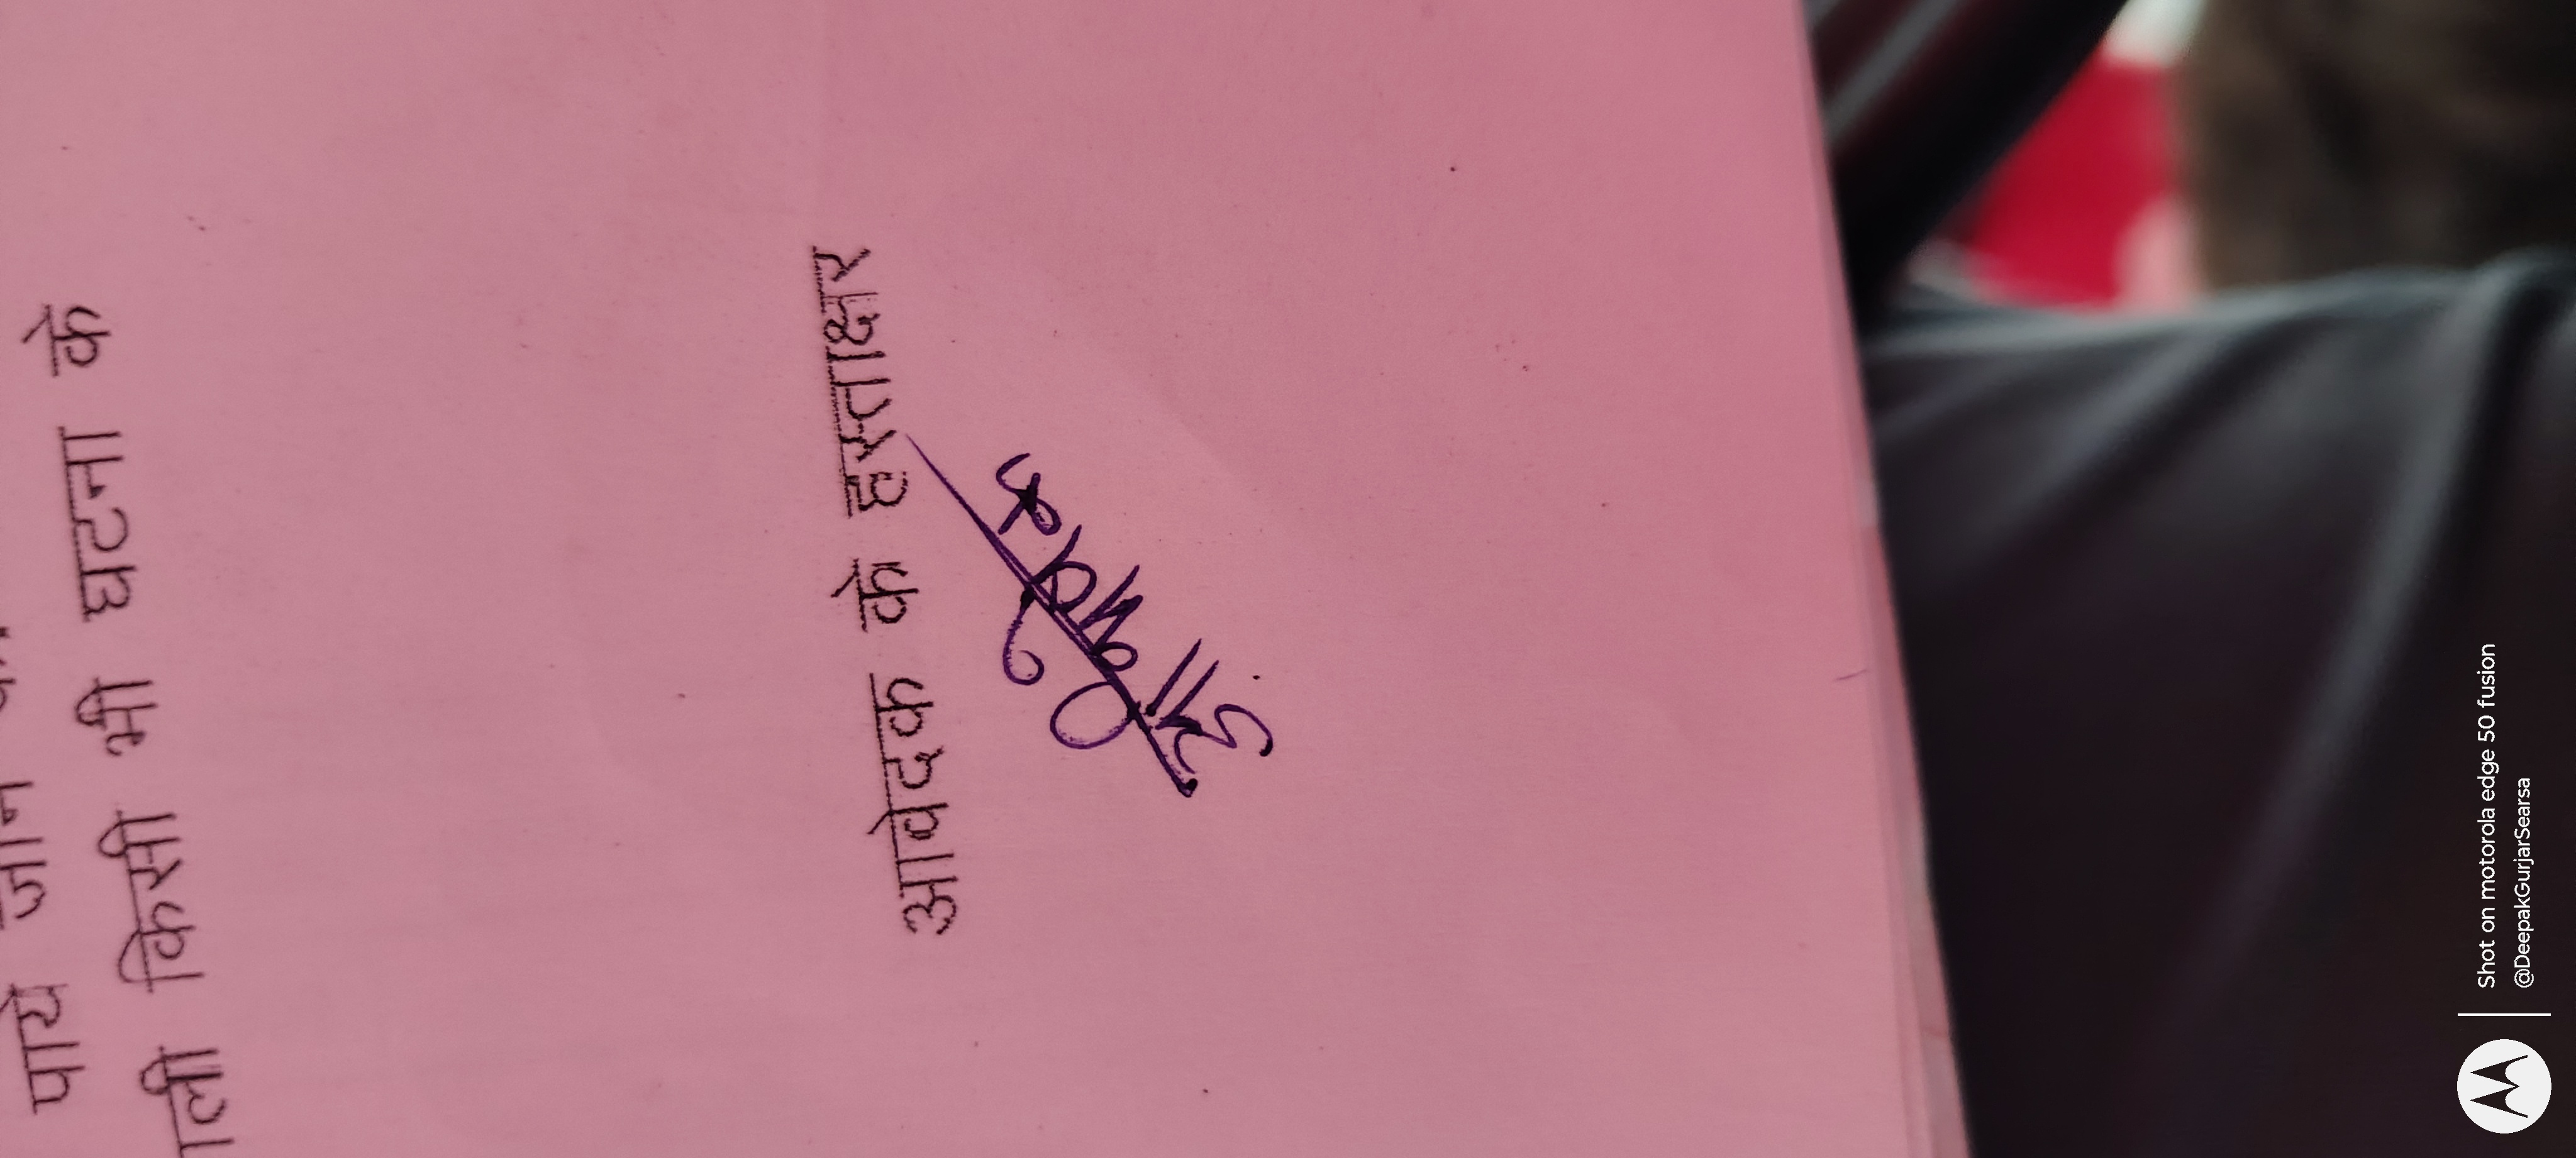 पाये जाने
ाली किसी भी घटना के
आवेदक के हस्ताक्षर
Shot on motorola edge 50 fusion
@DeepakGurjarSearsa